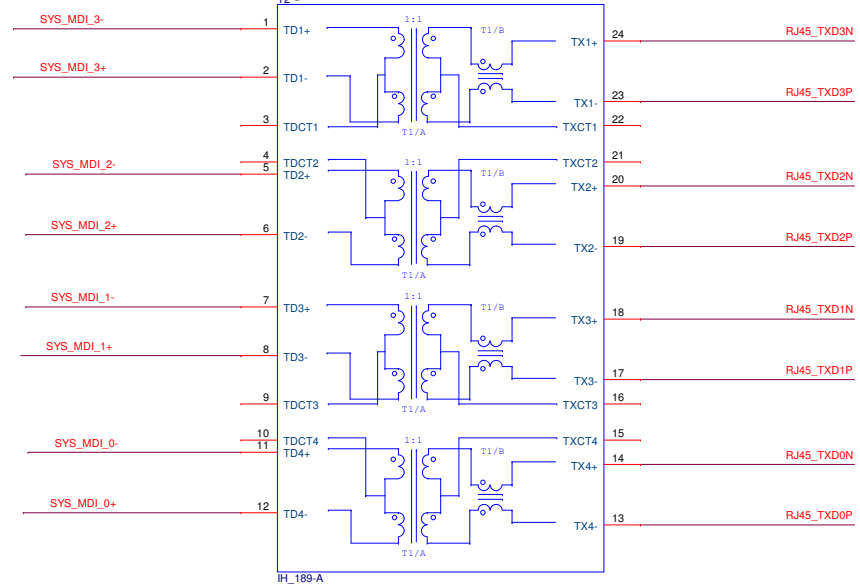 SYS_MDI_3- 1 TD1+ 1:1 T1/B TX1+ 24 RJ45_TXD3N
SYS_MDI_3+ 2 TD1- TX1- 23 RJ45_TXD3P
3 TDCT1 T1/A TXCT1 22
4 TDCT2 1:1 TXCT2 21
SYS_MDI_2- 5 TD2+ T1/B TX2+ 20 RJ45_TXD2N
SYS_MDI_2+ 6 TD2- TX2- 19 RJ45_TXD2P
T1/A
SYS_MDI_1- 7 TD3+ 1:1 T1/B TX3+ 18 RJ45_TXD1N
SYS_MDI_1+ 8 TD3- TX3- 17 RJ45_TXD1P
9 TDCT3 T1/A TXCT3 16
10 TDCT4 1:1 TXCT4 15
SYS_MDI_0- 11 TD4+ T1/B TX4+ 14 RJ45_TXD0N
SYS_MDI_0+ 12 TD4- TX4- 13 RJ45_TXD0P
T1/A
IH_189-A